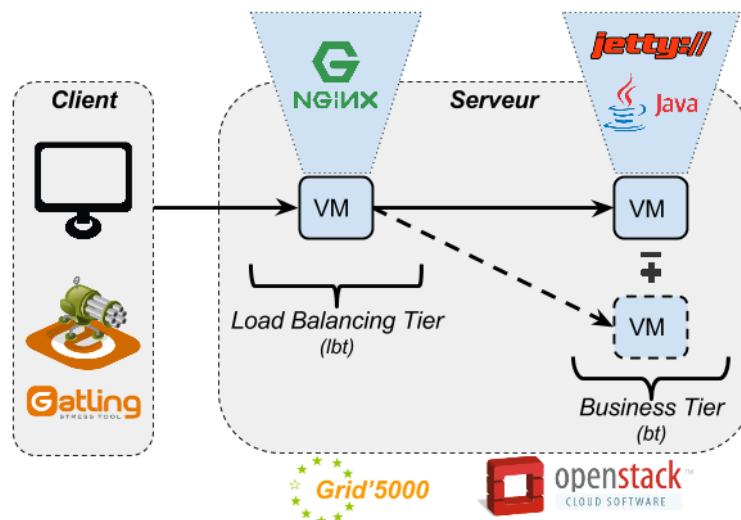 Client
Gatling
STRESS TOOL
NGiNX
Serveur
jetty://
Java
VM
VM
VM
Load Balancing Tier
(lbt)
Business Tier
(bt)
Grid'5000
openstack™
CLOUD SOFTWARE